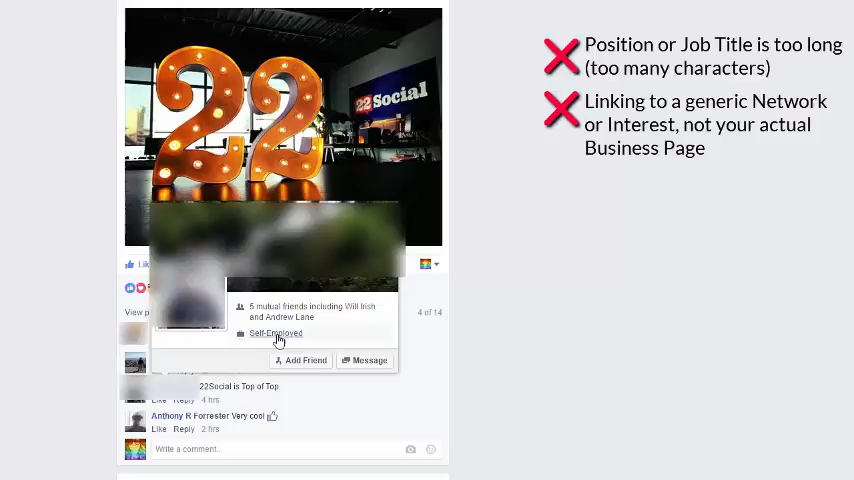 Position or Job Title is too long
(too many characters)
Linking to a generic Network
or Interest, not your actual
Business Page
22
22Social
Lik
View p
4 of 14
5 mutual friends including Will Irish
and Andrew Lane
Self-Employed
Add Friend
Message
22Social is Top of Top
Like Reply 4 hrs
Anthony R Forrester Very cool
Like Reply 2 hrs
Write a comment...